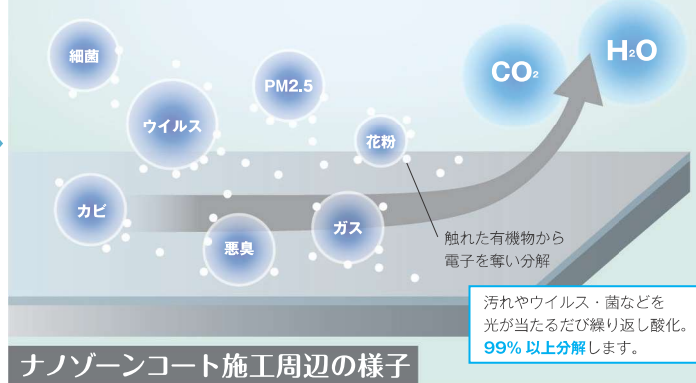 細菌
ウイルス
PM2.5
花粉
CO₂
H₂O
カビ
悪臭
ガス
触れた有機物から
電子を奪い分解
汚れやウイルス・菌などを
光が当たるだび繰り返し酸化。
99% 以上分解します。
ナノゾーンコート施工周辺の様子